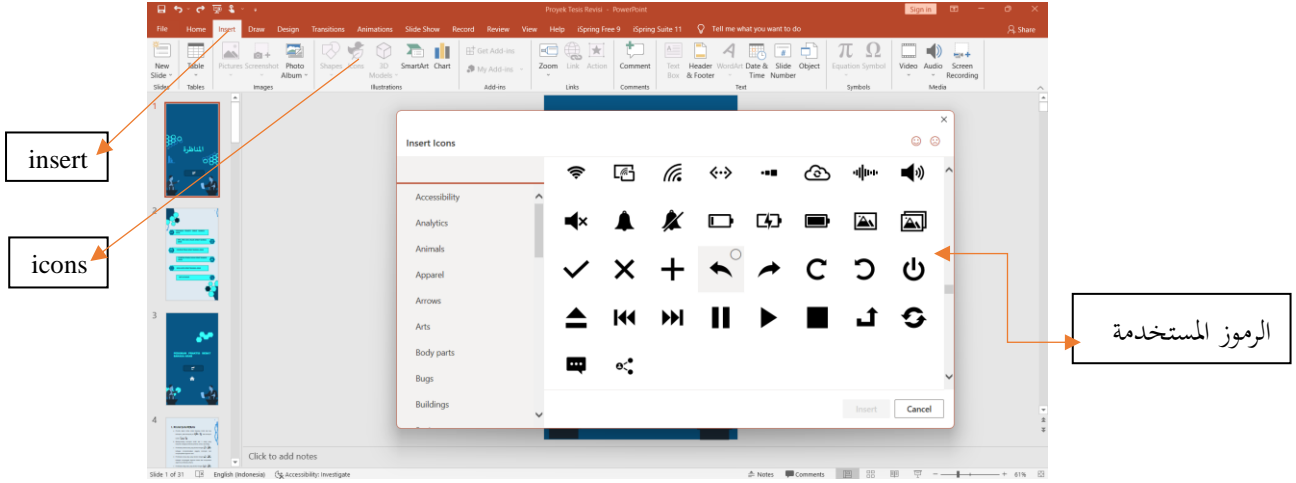 Proyek Tesis Revisi - PowerPoint
Sign in
File Home Insert Draw Design Transitions Animations Slide Show Record Review View Help iSpring Free 9 iSpring Suite 11 Tell me what you want to do
Share
New Slide
Table
Pictures
Screenshot
Photo Album
Shapes
Icons
3D Models
SmartArt
Chart
Get Add-ins
My Add-ins
Zoom
Link
Action
Comment
Text Box
Header & Footer
WordArt
Date & Time
Slide Number
Object
Equation
Symbol
Video
Audio
Screen Recording
Slides Tables Images Illustrations Add-ins Links Comments Text Symbols Media
insert
icons
الرموز المستخدمة
1
المناظرة
2
3
4
Insert Icons
Accessibility
Analytics
Animals
Apparel
Arrows
Arts
Body parts
Bugs
Buildings
Insert
Cancel
Click to add notes
Slide 1 of 31 English (Indonesia) Accessibility: Investigate Notes Comments 61%